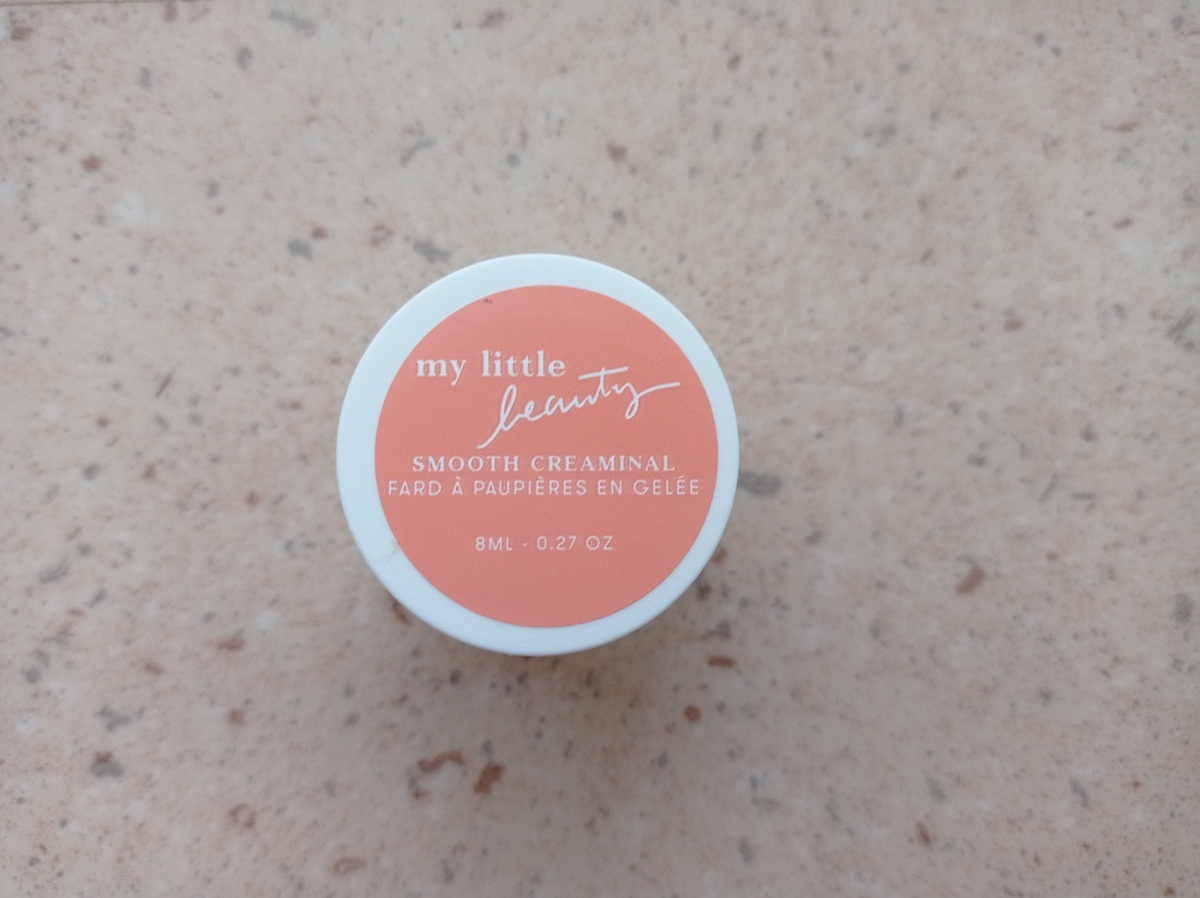 my little
beauty
SMOOTH CREAMINAL
FARD À PAUPIÈRES EN GELÉE
8ML - 0.27 OZ